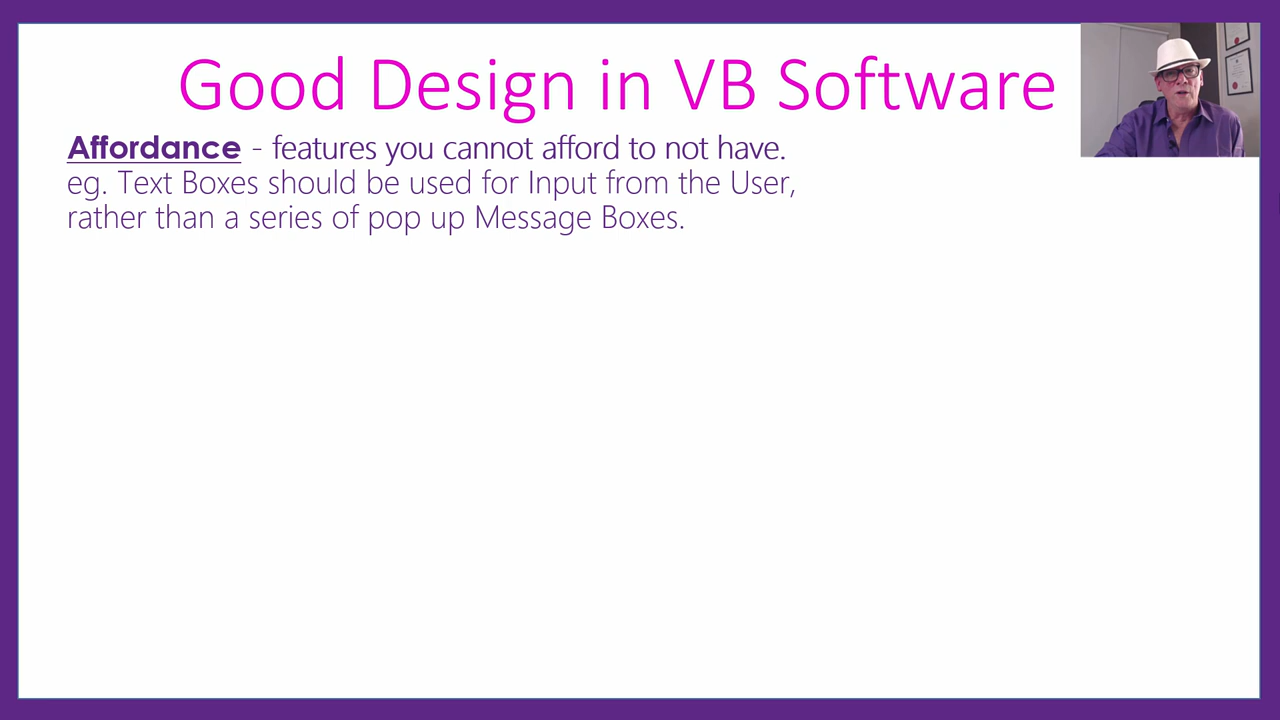 Good Design in VB Software
Affordance - features you cannot afford to not have.
eg. Text Boxes should be used for Input from the User,
rather than a series of pop up Message Boxes.